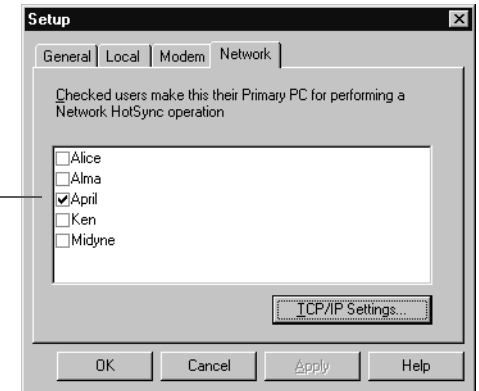 Setup
General Local Modem Network
Checked users make this their Primary PC for performing a
Network HotSync operation
Alice
Alma
April
Ken
Midyne
TCP/IP Settings...
OK Cancel Apply Help